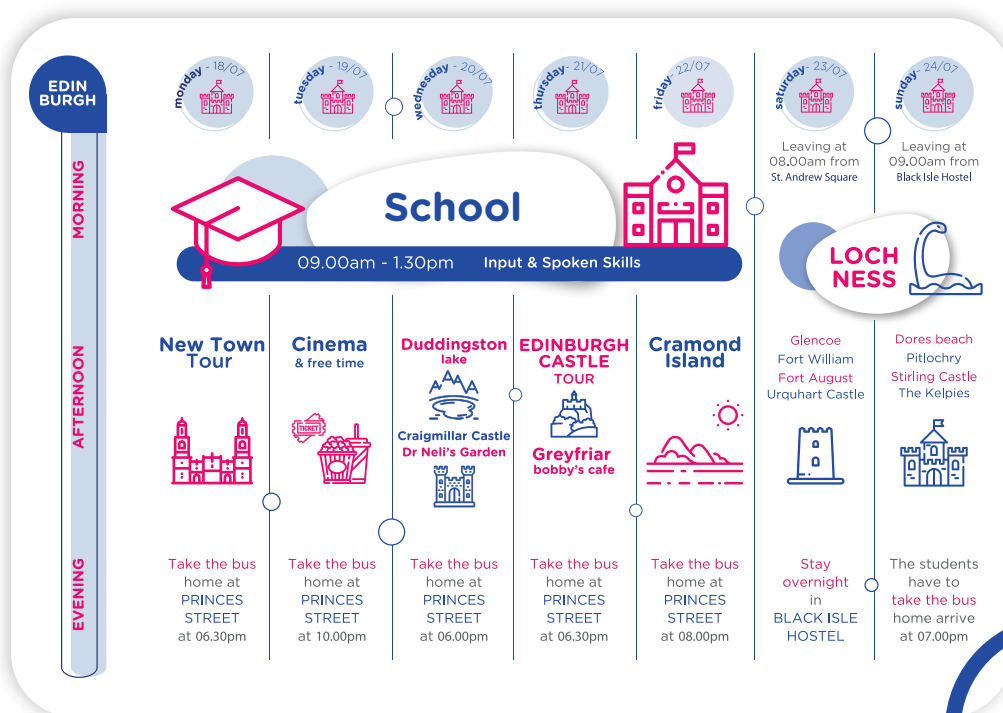 EDIN
BURGH
monday - 18/07
tuesday - 19/07
wednesday - 20/07
thursday - 21/07
friday - 22/07
saturday - 23/07
sunday - 24/07
MORNING
Leaving at
08.00am from
St. Andrew Square
Leaving at
09.00am from
Black Isle Hostel
School
09.00am - 1.30pm Input & Spoken Skills
LOCH
NESS
AFTERNOON
New Town
Tour
Cinema
& free time
TICKET
Duddingston
lake
Craigmillar Castle
Dr Neli's Garden
EDINBURGH
CASTLE
TOUR
Greyfriar
bobby's cafe
Cramond
Island
Glencoe
Fort William
Fort August
Urquhart Castle
Dores beach
Pitlochry
Stirling Castle
The Kelpies
EVENING
Take the bus
home at
PRINCES
STREET
at 06.30pm
Take the bus
home at
PRINCES
STREET
at 10.00pm
Take the bus
home at
PRINCES
STREET
at 06.00pm
Take the bus
home at
PRINCES
STREET
at 06.30pm
Take the bus
home at
PRINCES
STREET
at 08.00pm
Stay
overnight
in
BLACK ISLE
HOSTEL
The students
have to
take the bus
home arrive
at 07.00pm